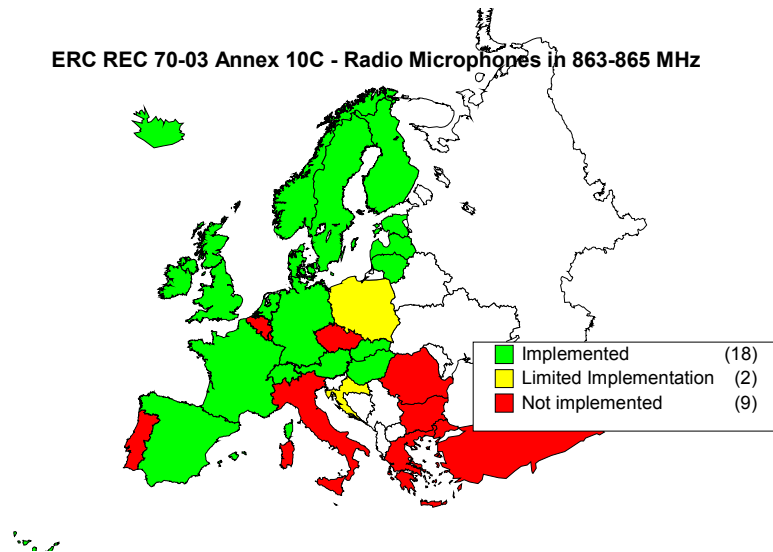 ERC REC 70-03 Annex 10C - Radio Microphones in 863-865 MHz
Implemented (18)
Limited Implementation (2)
Not implemented (9)